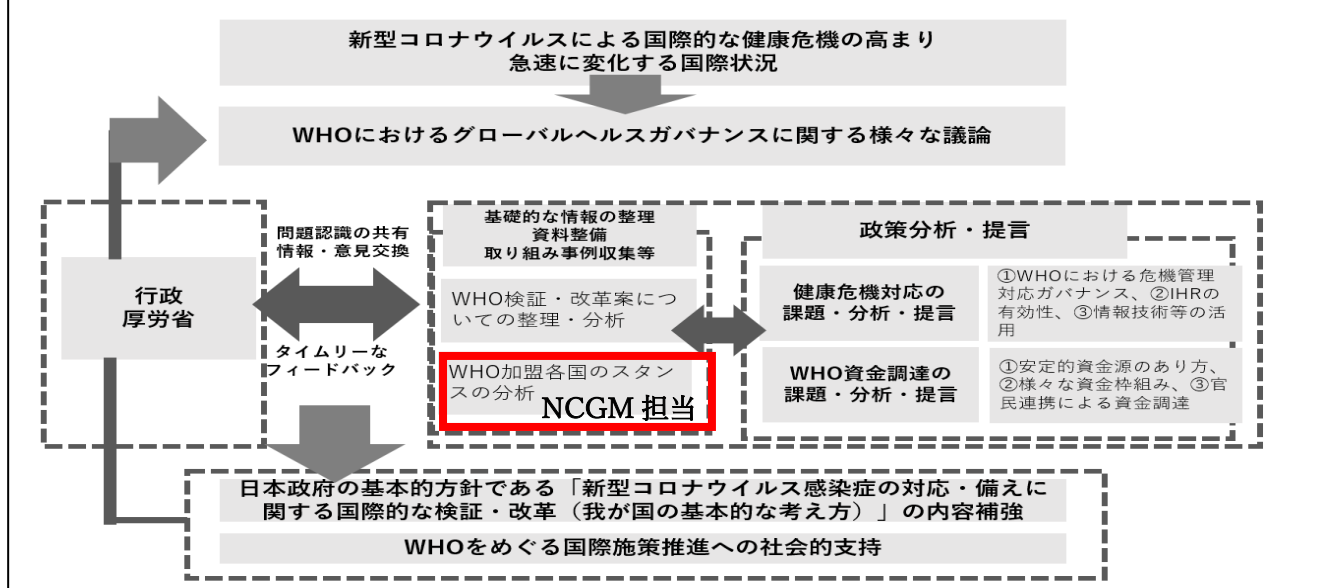 新型コロナウイルスによる国際的な健康危機の高まり
急速に変化する国際状況
WHOにおけるグローバルヘルスガバナンスに関する様々な議論
行政
厚労省
問題認識の共有
情報・意見交換
タイムリーな
フィードバック
基礎的な情報の整理
資料整備
取り組み事例収集等
WHO検証・改革案につ
いての整理・分析
WHO加盟各国のスタン
スの分析
NCGM 担当
政策分析・提言
健康危機対応の
課題・分析・提言
①WHOにおける危機管理
対応ガバナンス、②IHRの
有効性、③情報技術等の活
用
WHO資金調達の
課題・分析・提言
①安定的資金源のあり方、
②様々な資金枠組み、③官
民連携による資金調達
日本政府の基本的方針である「新型コロナウイルス感染症の対応・備えに
関する国際的な検証・改革（我が国の基本的な考え方）」の内容補強
WHOをめぐる国際施策推進への社会的支持